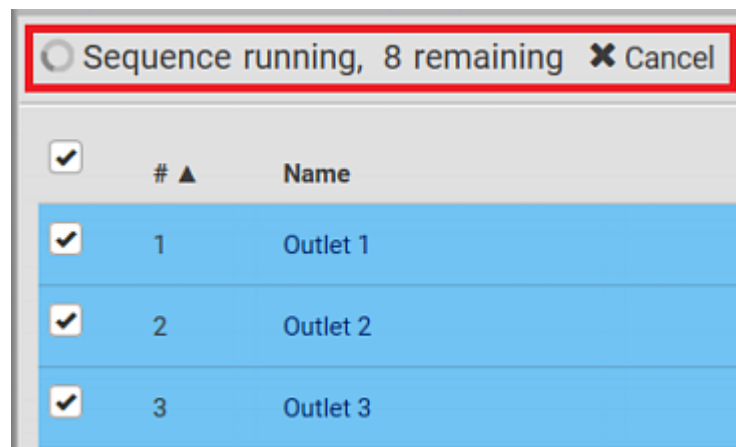 Sequence running, 8 remaining ✖ Cancel
# ▲ Name
1 Outlet 1
2 Outlet 2
3 Outlet 3